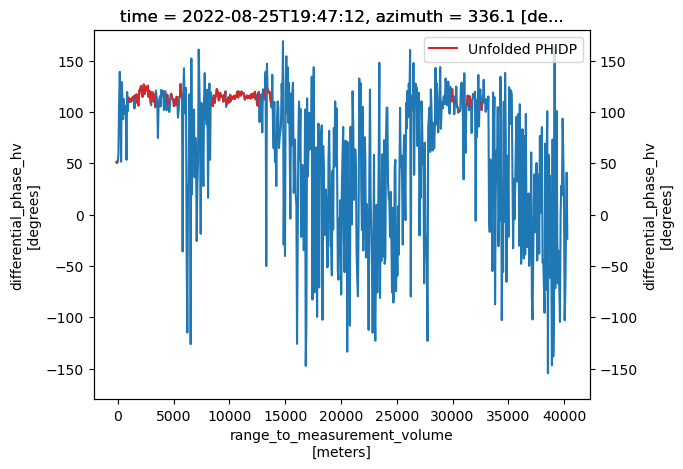 time = 2022-08-25T19:47:12, azimuth = 336.1 [de...
Unfolded PHIDP
differential_phase_hv
[degrees]
150
100
50
0
−50
−100
−150
150
100
50
0
−50
−100
−150
differential_phase_hv
[degrees]
0 5000 10000 15000 20000 25000 30000 35000 40000
range_to_measurement_volume
[meters]